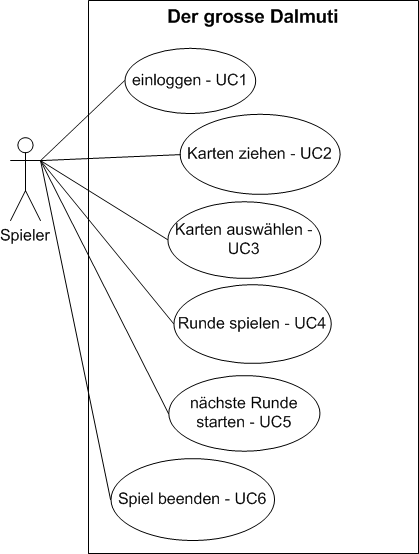 Der grosse Dalmuti
einloggen - UC1
Karten ziehen - UC2
Spieler
Karten auswählen -
UC3
Runde spielen - UC4
nächste Runde
starten - UC5
Spiel beenden - UC6